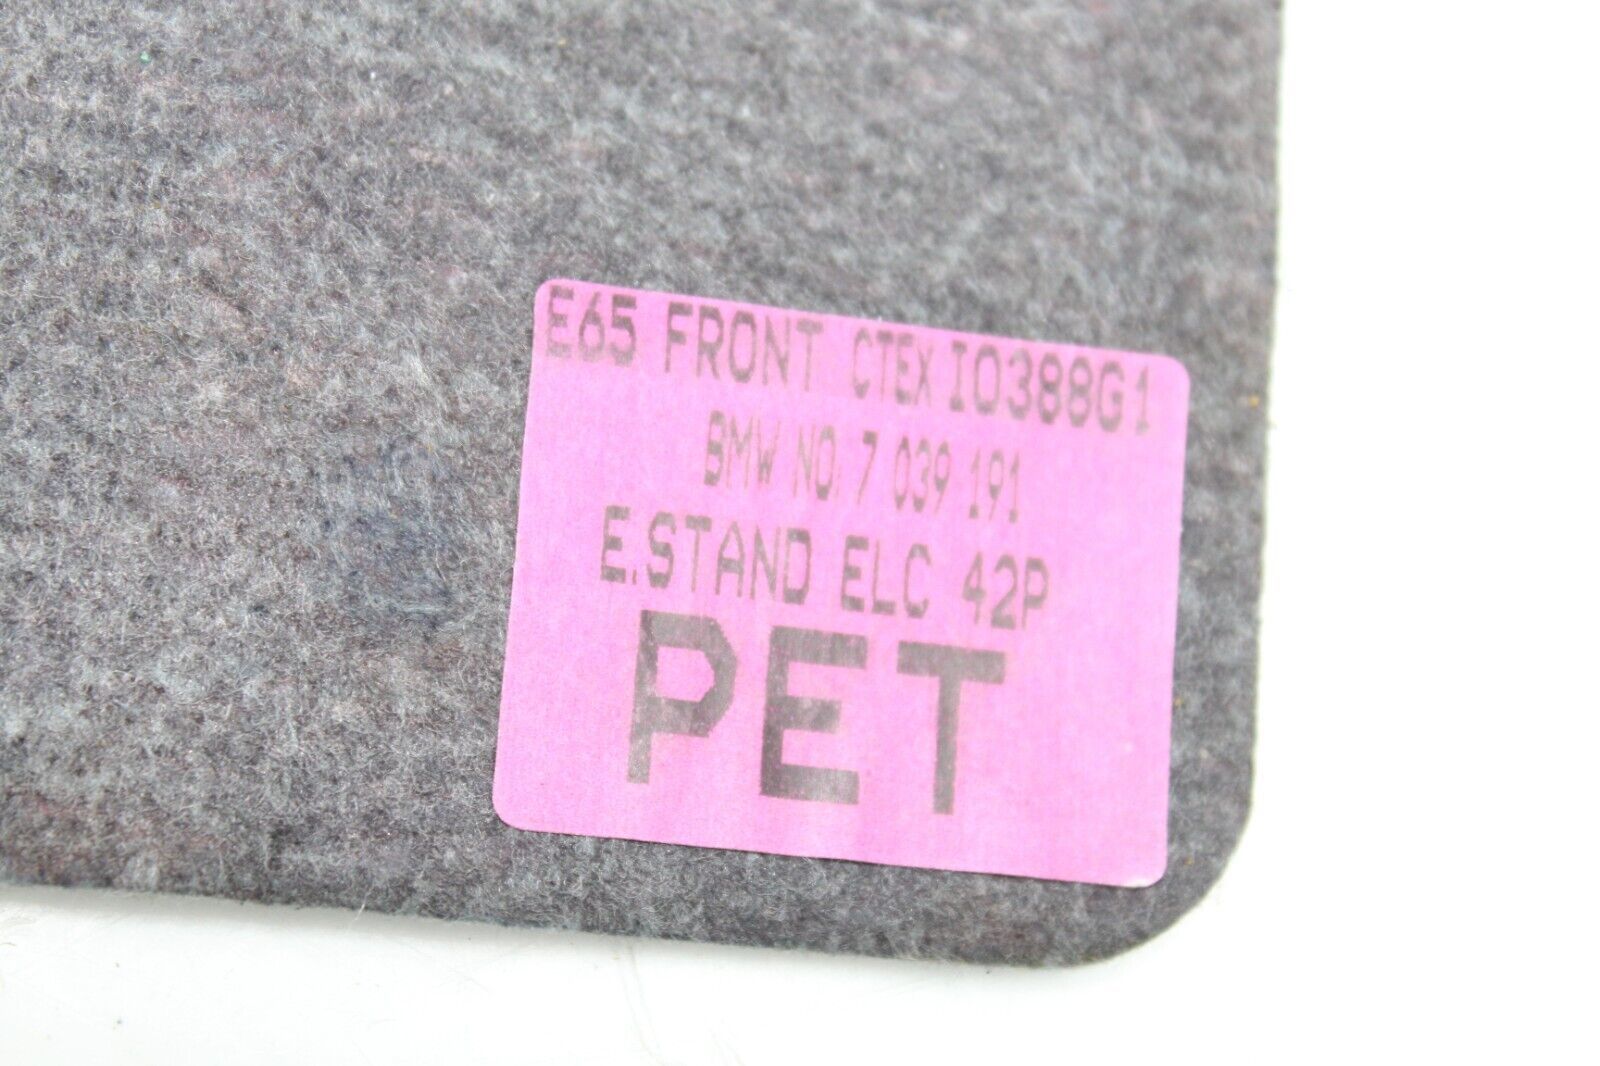 E65 FRONT CTEX I0388G1
BMW NO. 7 039 191
E.STAND ELC 42P
PET